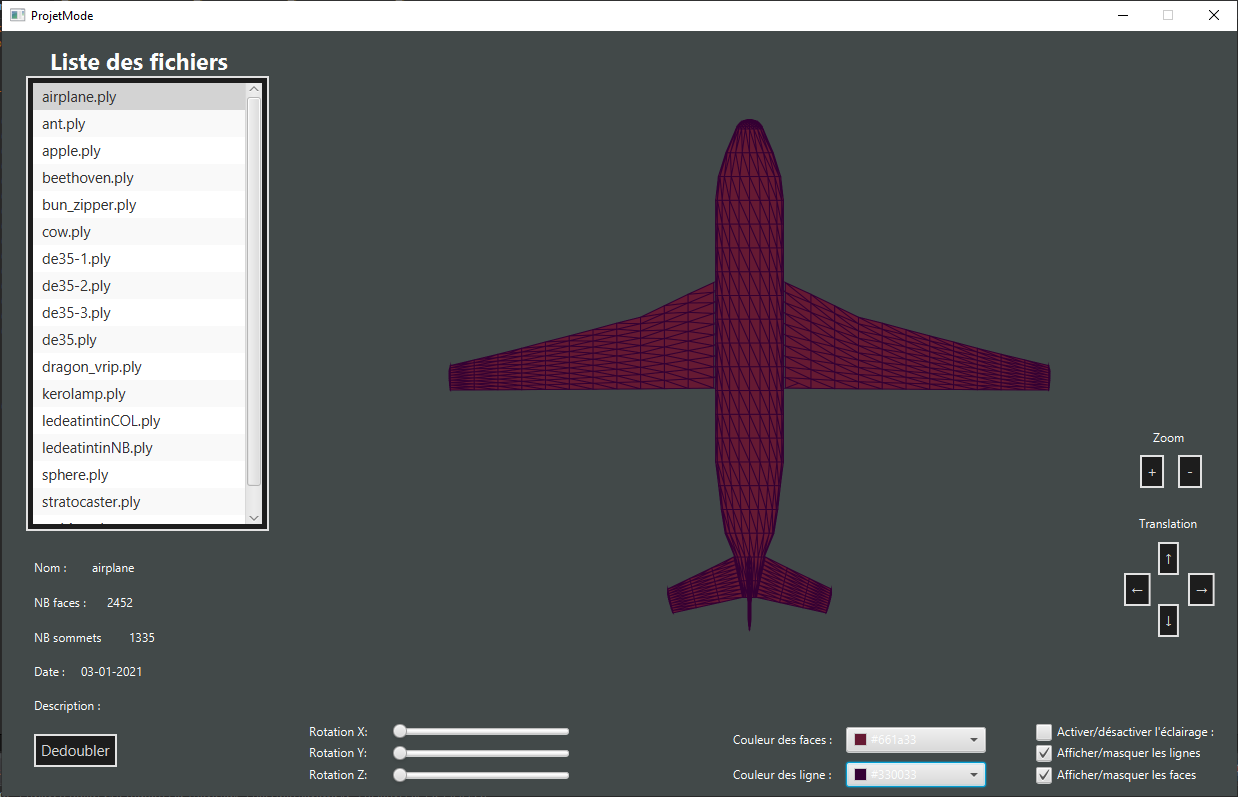 ProjetMode
Liste des fichiers
airplane.ply
ant.ply
apple.ply
beethoven.ply
bun_zipper.ply
cow.ply
de35-1.ply
de35-2.ply
de35-3.ply
de35.ply
dragon_vrip.ply
kerolamp.ply
ledeatintinCOL.ply
ledeatintinNB.ply
sphere.ply
stratocaster.ply
Zoom
+ -
Translation
↑
← →
↓
Nom : airplane
NB faces : 2452
NB sommets 1335
Date : 03-01-2021
Description :
Dedoubler
Rotation X:
Rotation Y:
Rotation Z:
Couleur des faces : #661a33
Couleur des ligne : #330033
Activer/désactiver l'éclairage :
Afficher/masquer les lignes
Afficher/masquer les faces